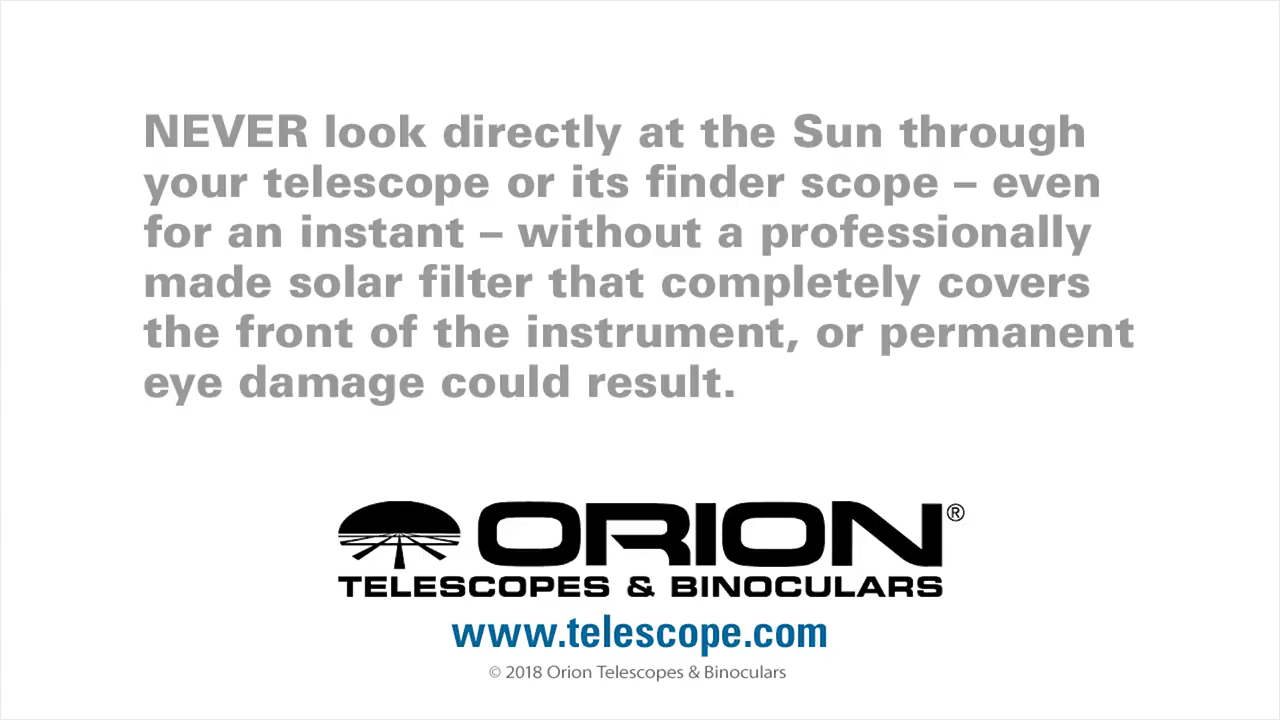 NEVER look directly at the Sun through
your telescope or its finder scope – even
for an instant – without a professionally
made solar filter that completely covers
the front of the instrument, or permanent
eye damage could result.
ORION®
TELESCOPES & BINOCULARS
www.telescope.com
© 2018 Orion Telescopes & Binoculars